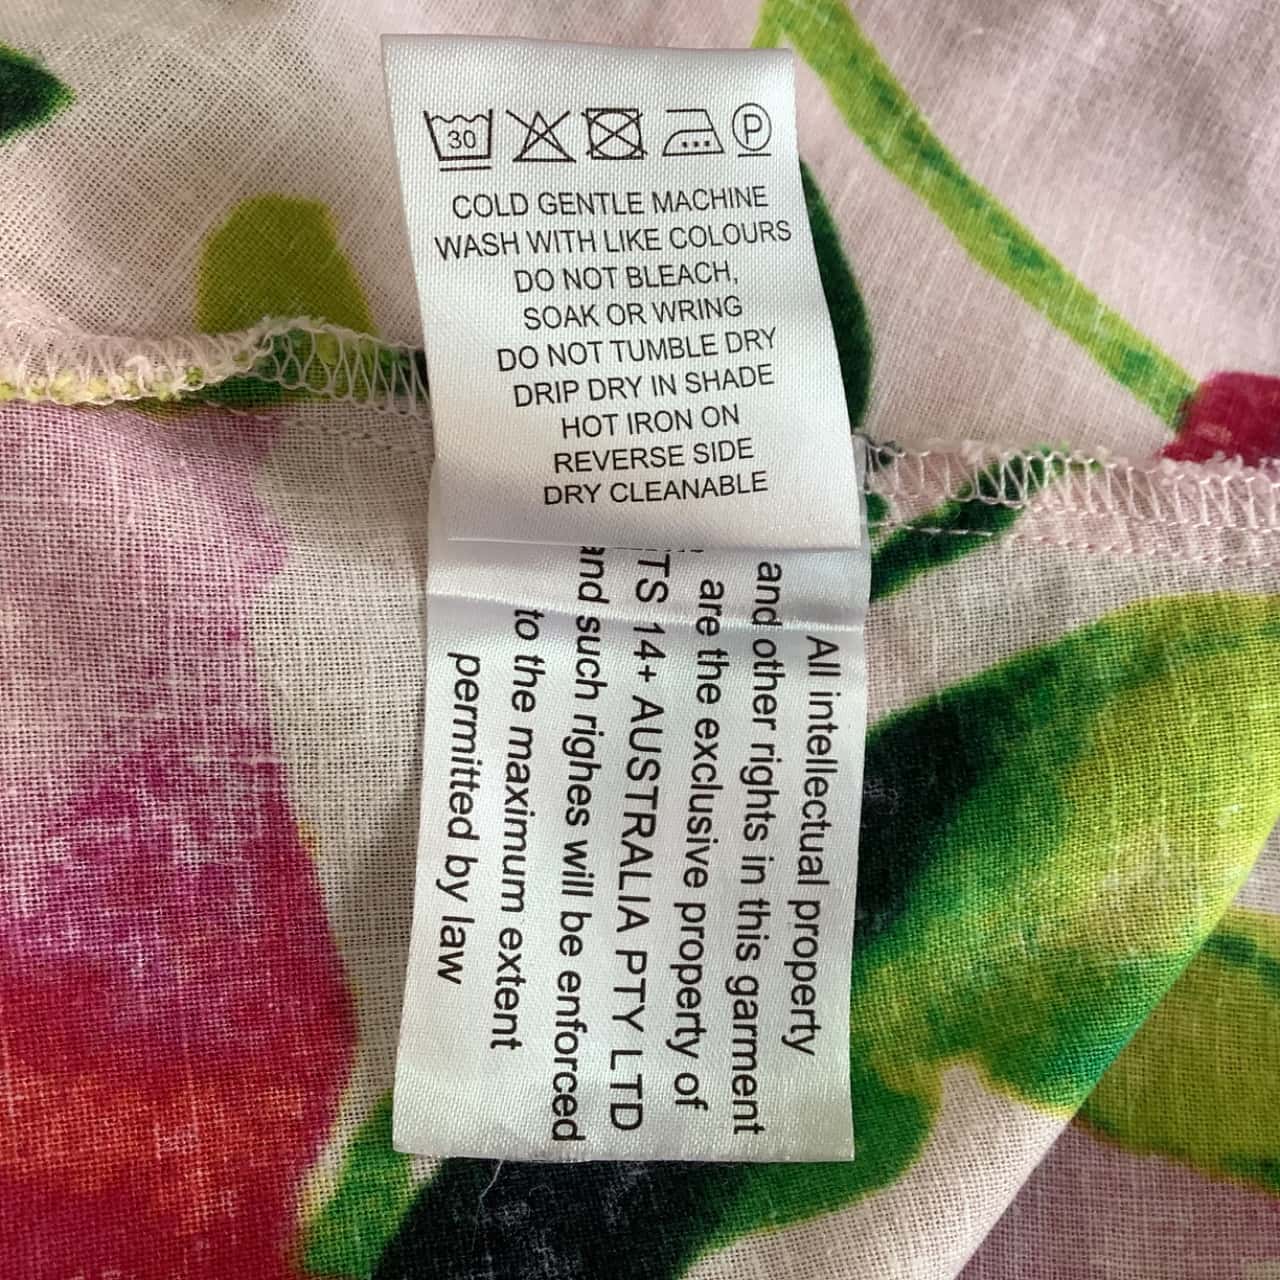 30 P
COLD GENTLE MACHINE
WASH WITH LIKE COLOURS
DO NOT BLEACH,
SOAK OR WRING
DO NOT TUMBLE DRY
DRIP DRY IN SHADE
HOT IRON ON
REVERSE SIDE
DRY CLEANABLE
All intellectual property
and other rights in this garment
are the exclusive property of
TS 14+ AUSTRALIA PTY LTD
and such righes will be enforced
to the maximum extent
permitted by law